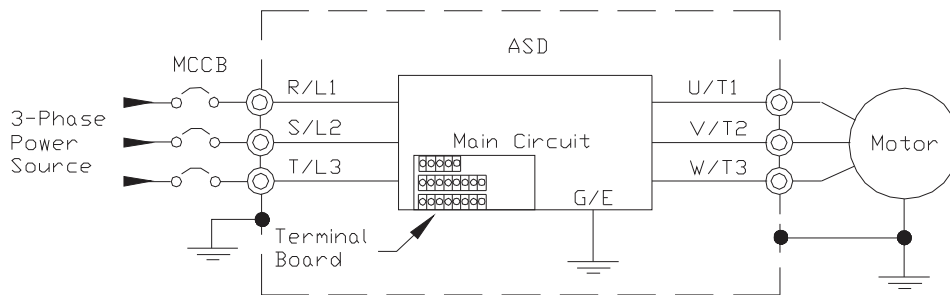 ASD
MCCB
R/L1
U/T1
3-Phase
Power
Source
S/L2
V/T2
Main Circuit
Motor
T/L3
W/T3
G/E
Terminal
Board